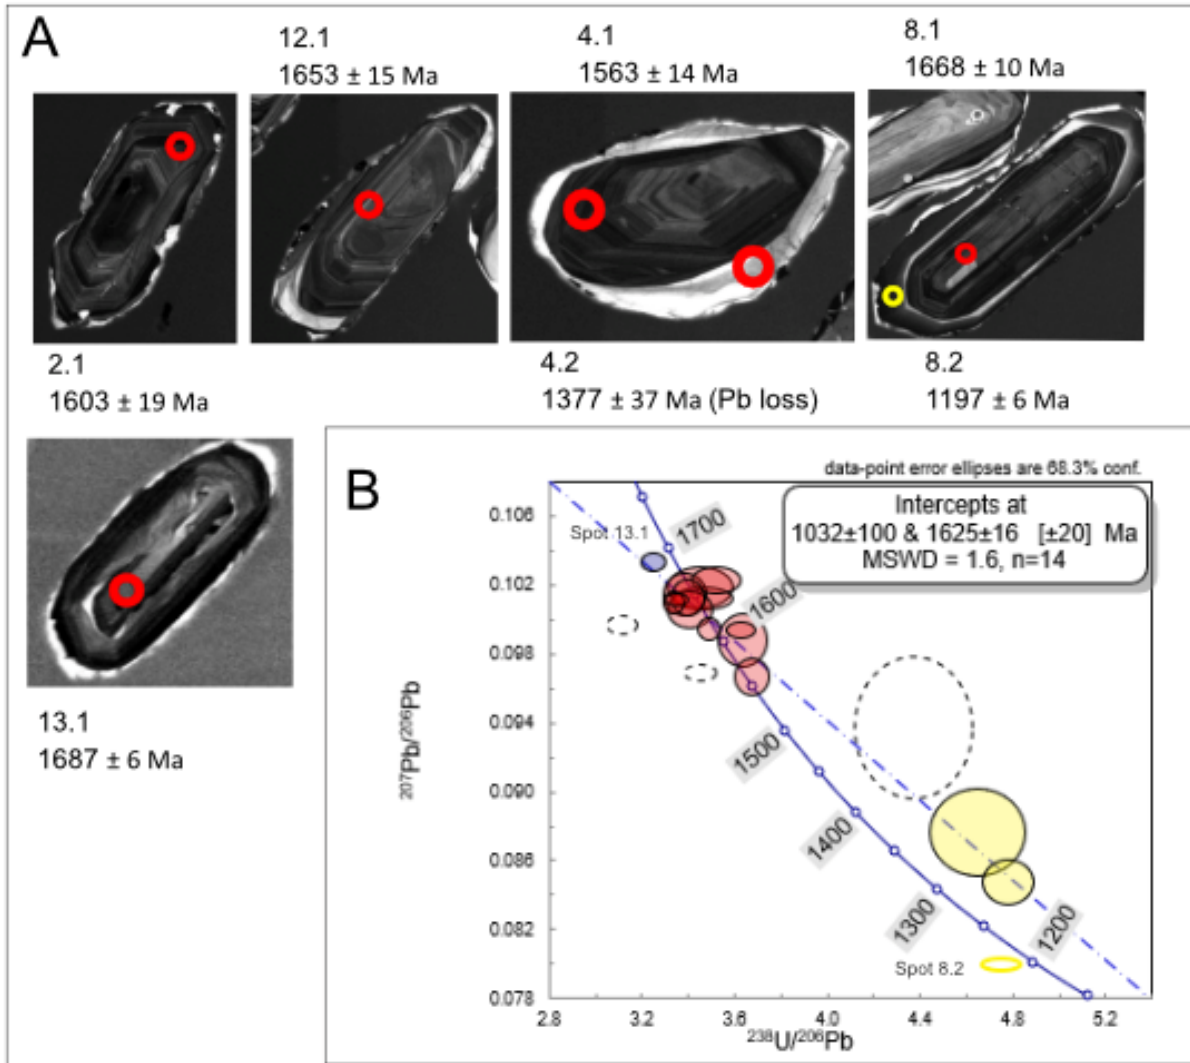 A
12.1
1653 ± 15 Ma
4.1
1563 ± 14 Ma
8.1
1668 ± 10 Ma
2.1
1603 ± 19 Ma
4.2
1377 ± 37 Ma (Pb loss)
8.2
1197 ± 6 Ma
13.1
1687 ± 6 Ma
B
data-point error ellipses are 68.3% conf.
Intercepts at
1032±100 & 1625±16 [±20] Ma
MSWD = 1.6, n=14
Spot 13.1
1700
1600
1500
1400
1300
1200
Spot 8.2
0.106
0.102
0.098
0.094
0.090
0.086
0.082
0.078
²⁰⁷Pb/²⁰⁶Pb
2.8 3.2 3.6 4.0 4.4 4.8 5.2
²³⁸U/²⁰⁶Pb